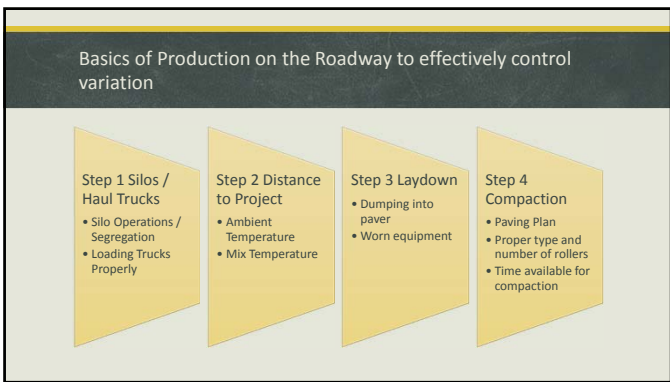 Basics of Production on the Roadway to effectively control
variation
Step 1 Silos /
Haul Trucks
• Silo Operations /
Segregation
• Loading Trucks
Properly
Step 2 Distance
to Project
• Ambient
Temperature
• Mix Temperature
Step 3 Laydown
• Dumping into
paver
• Worn equipment
Step 4
Compaction
• Paving Plan
• Proper type and
number of rollers
• Time available for
compaction